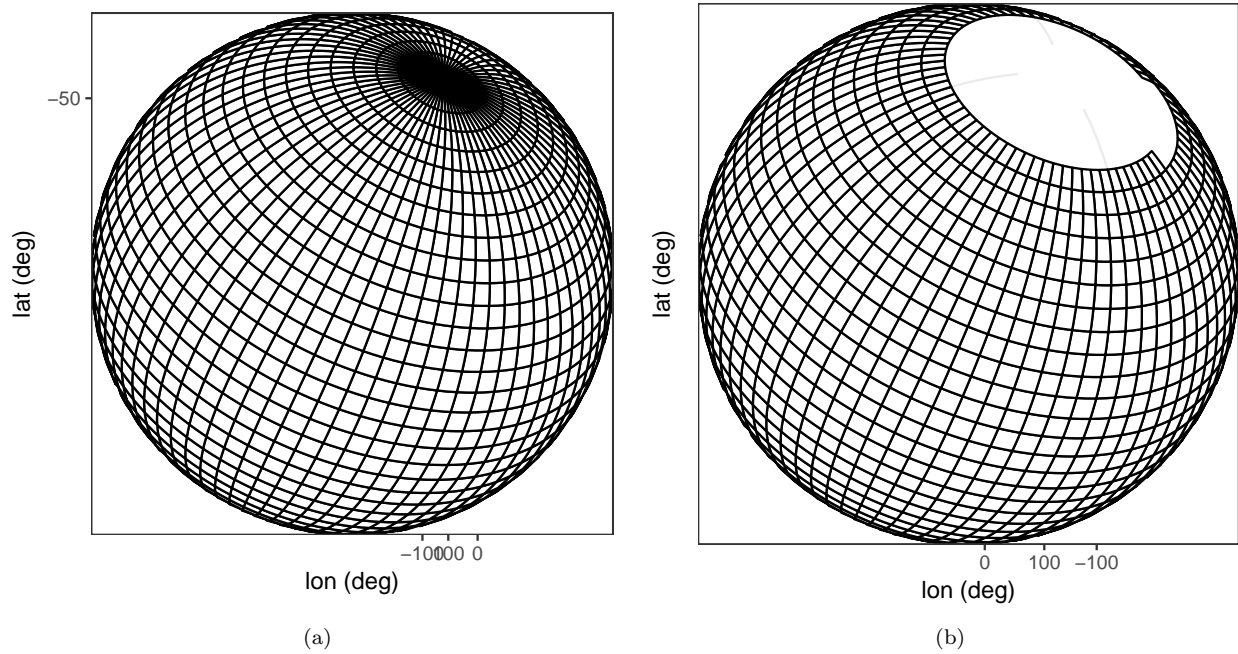 −50
lat (deg)
−100 100 0
lon (deg)
(a)
lat (deg)
0 100 −100
lon (deg)
(b)